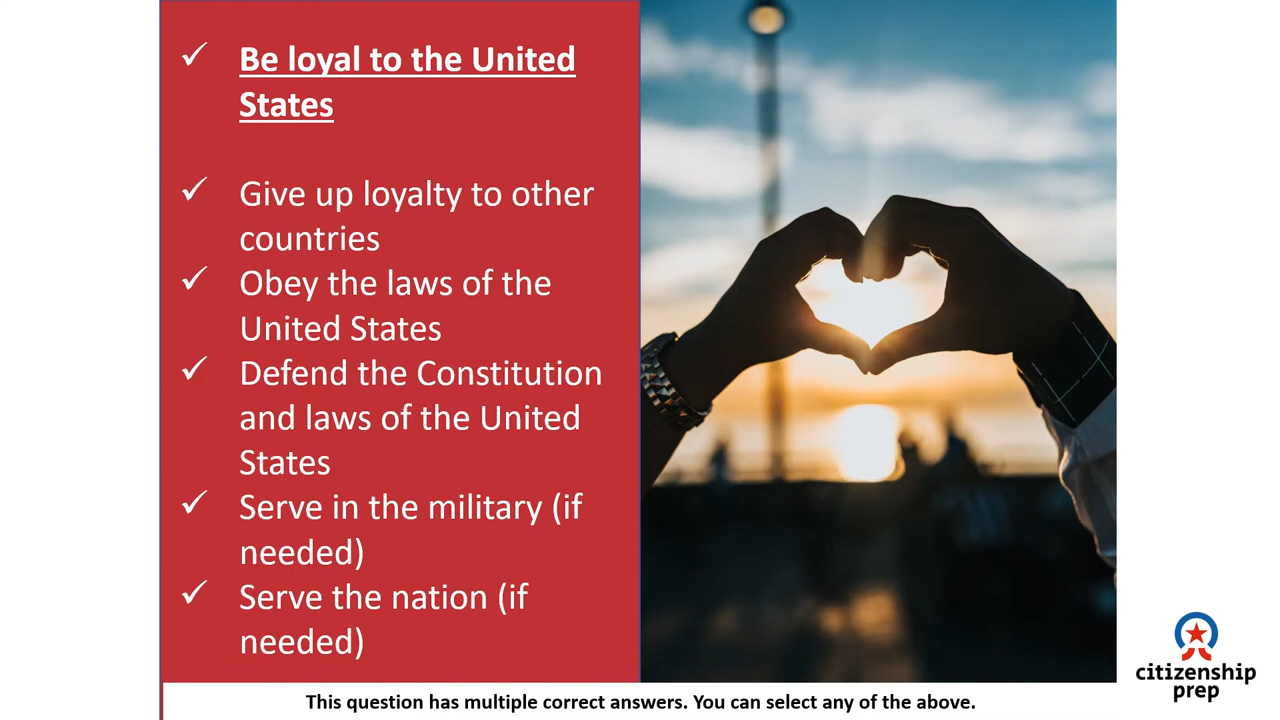 ✓ Be loyal to the United
States
✓ Give up loyalty to other
countries
✓ Obey the laws of the
United States
✓ Defend the Constitution
and laws of the United
States
✓ Serve in the military (if
needed)
✓ Serve the nation (if
needed)
This question has multiple correct answers. You can select any of the above.
citizenship
prep